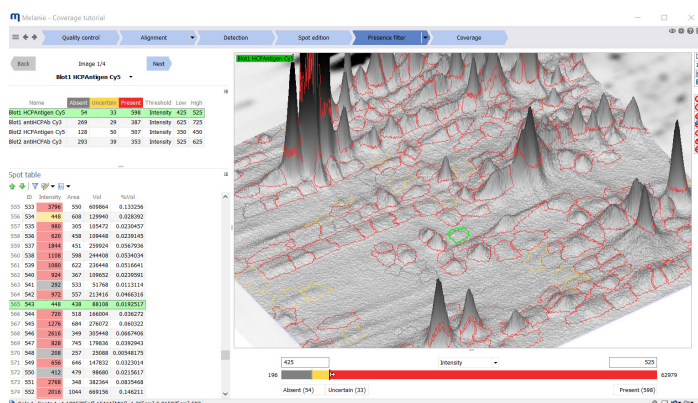 Melanie - Coverage tutorial
Quality control Alignment Detection Spot edition Presence filter Coverage
Back Image 1/4 Next
Blot1 HCPAntigen Cy5
Name Absent Uncertain Present Threshold Low High
Blot1 HCPAntigen Cy5 54 33 598 Intensity 425 525
Blot1 antiHCPAb Cy3 269 29 387 Intensity 625 725
Blot2 HCPAntigen Cy5 128 50 507 Intensity 350 450
Blot2 antiHCPAb Cy3 293 39 353 Intensity 525 625
Spot table
ID Intensity Area Vol %Vol
555 533 3796 550 609864 0.133256
556 534 448 608 129940 0.028392
557 535 980 305 105472 0.0230457
558 536 620 458 109448 0.0239145
559 537 1844 451 259924 0.0567936
560 538 1108 598 244408 0.0534034
561 539 1080 622 236448 0.0516641
562 540 924 367 109652 0.0239591
563 541 292 533 51768 0.0113114
564 542 972 557 213416 0.0466316
565 543 448 438 88108 0.0192517
566 544 720 518 166004 0.036272
567 545 1276 684 276072 0.060322
568 546 2616 349 305448 0.0667406
569 547 828 745 179836 0.0392943
570 548 208 257 25088 0.00548175
571 549 656 646 147832 0.0323014
572 550 412 479 98680 0.0215617
573 551 2768 348 382364 0.0835468
574 552 2016 1044 669156 0.146211
Blot1 HCPAntigen Cy5
425 Intensity 525
196 62979
Absent (54) Uncertain (33) Present (598)